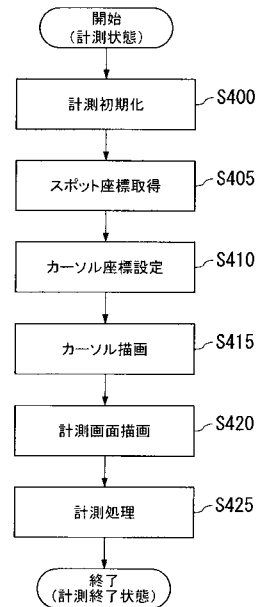 開始
(計測状態)
計測初期化
S400
スポット座標取得
S405
カーソル座標設定
S410
カーソル描画
S415
計測画面描画
S420
計測処理
S425
終了
(計測終了状態)